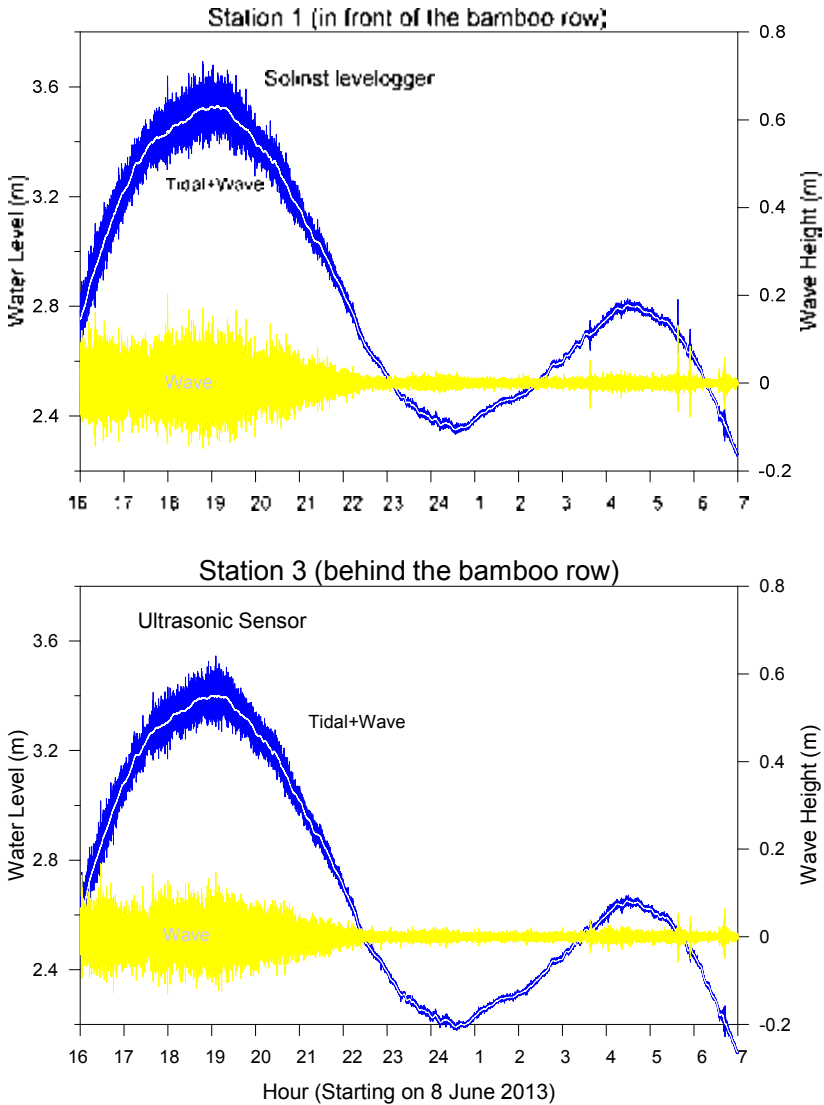 Station 1 (in front of the bamboo row)
Solinst levelogger
Tidal+Wave
Wave
Water Level (m)
3.6
3.2
2.8
2.4
Wave Height (m)
0.8
0.6
0.4
0.2
0
-0.2
16 17 18 19 20 21 22 23 24 1 2 3 4 5 6 7
Station 3 (behind the bamboo row)
Ultrasonic Sensor
Tidal+Wave
Wave
Water Level (m)
3.6
3.2
2.8
2.4
Wave Height (m)
0.8
0.6
0.4
0.2
0
-0.2
16 17 18 19 20 21 22 23 24 1 2 3 4 5 6 7
Hour (Starting on 8 June 2013)